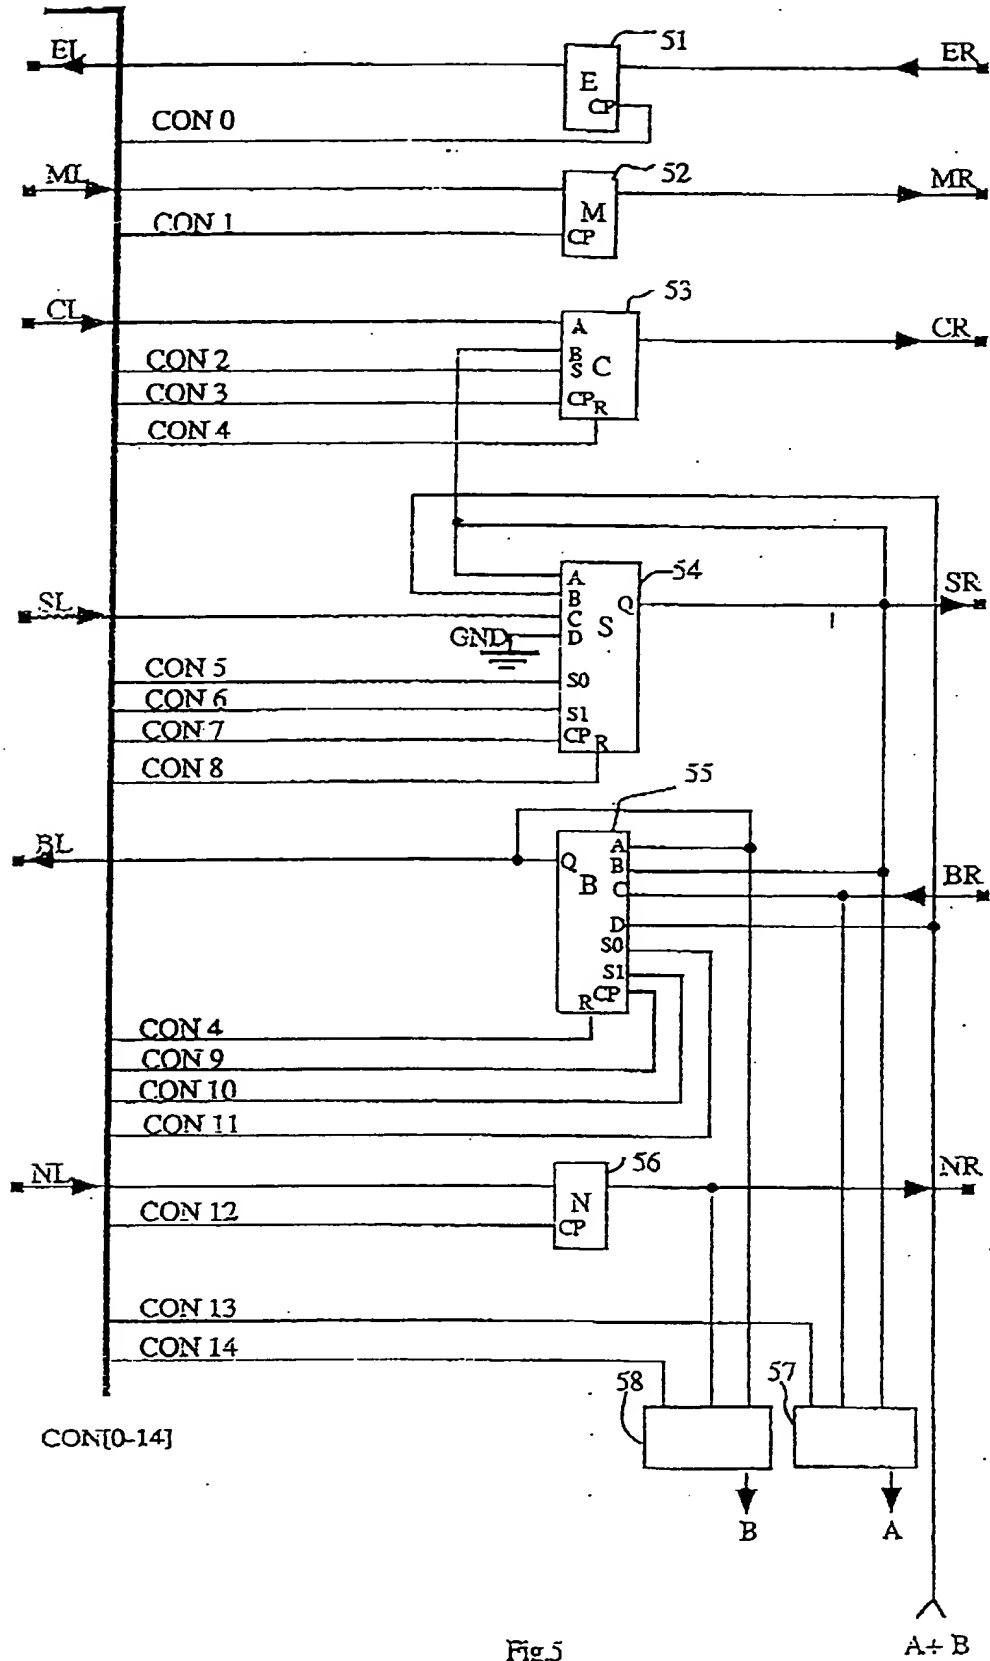 51
EL
E
ER
CP
CON 0
52
ML
M
MR
CON 1
CP
53
CL
A
CR
B
CON 2
S
C
CON 3
CP
R
CON 4
54
A
B
SL
C
S
Q
SR
GND
D
CON 5
S0
CON 6
S1
CON 7
CP
R
CON 8
55
BL
Q
A
B
B
C
BR
D
S0
S1
R
CP
CON 4
CON 9
CON 10
CON 11
56
NL
N
NR
CON 12
CP
CON 13
CON 14
58
57
CON[0-14]
B
A
A+B
Fig.5